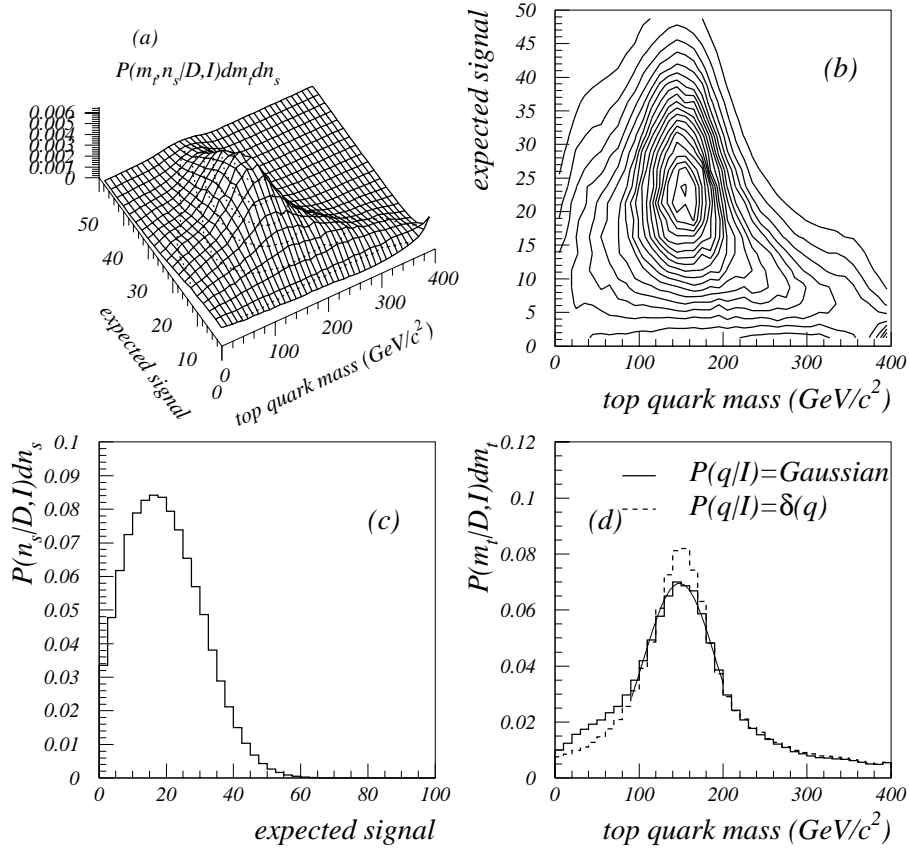 (a)
P(m_t,n_s/D,I)dm_tdn_s
0.006
0.005
0.004
0.003
0.002
0.001
0
50
40
30
20
10
0
expected signal
0
100
200
300
400
top quark mass (GeV/c²)
(b)
expected signal
50
45
40
35
30
25
20
15
10
5
0
0 100 200 300 400
top quark mass (GeV/c²)
(c)
P(n_s/D,I)dn_s
0.1
0.09
0.08
0.07
0.06
0.05
0.04
0.03
0.02
0.01
0
0 20 40 60 80 100
expected signal
(d)
P(m_t/D,I)dm_t
0.12
0.1
0.08
0.06
0.04
0.02
0
P(q/I)=Gaussian
P(q/I)=δ(q)
0 100 200 300 400
top quark mass (GeV/c²)